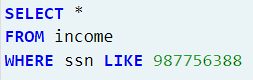 SELECT *
FROM income
WHERE ssn LIKE 987756388